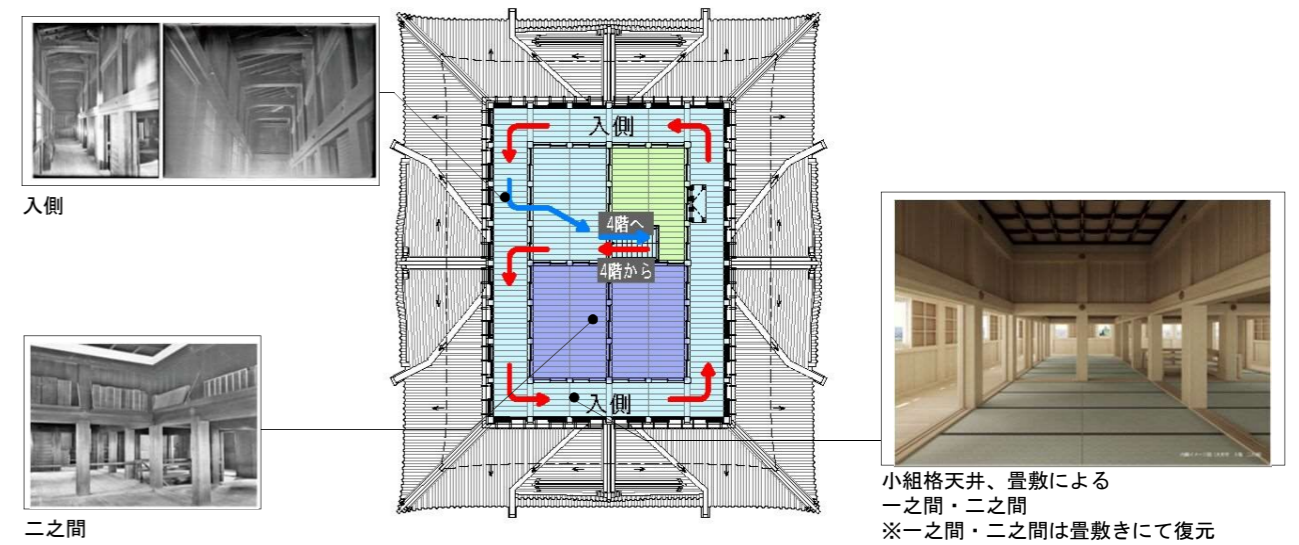 入側
入側
4階へ
4階から
入側
二之間
小組格天井、畳敷による
一之間・二之間
※一之間・二之間は畳敷きにて復元